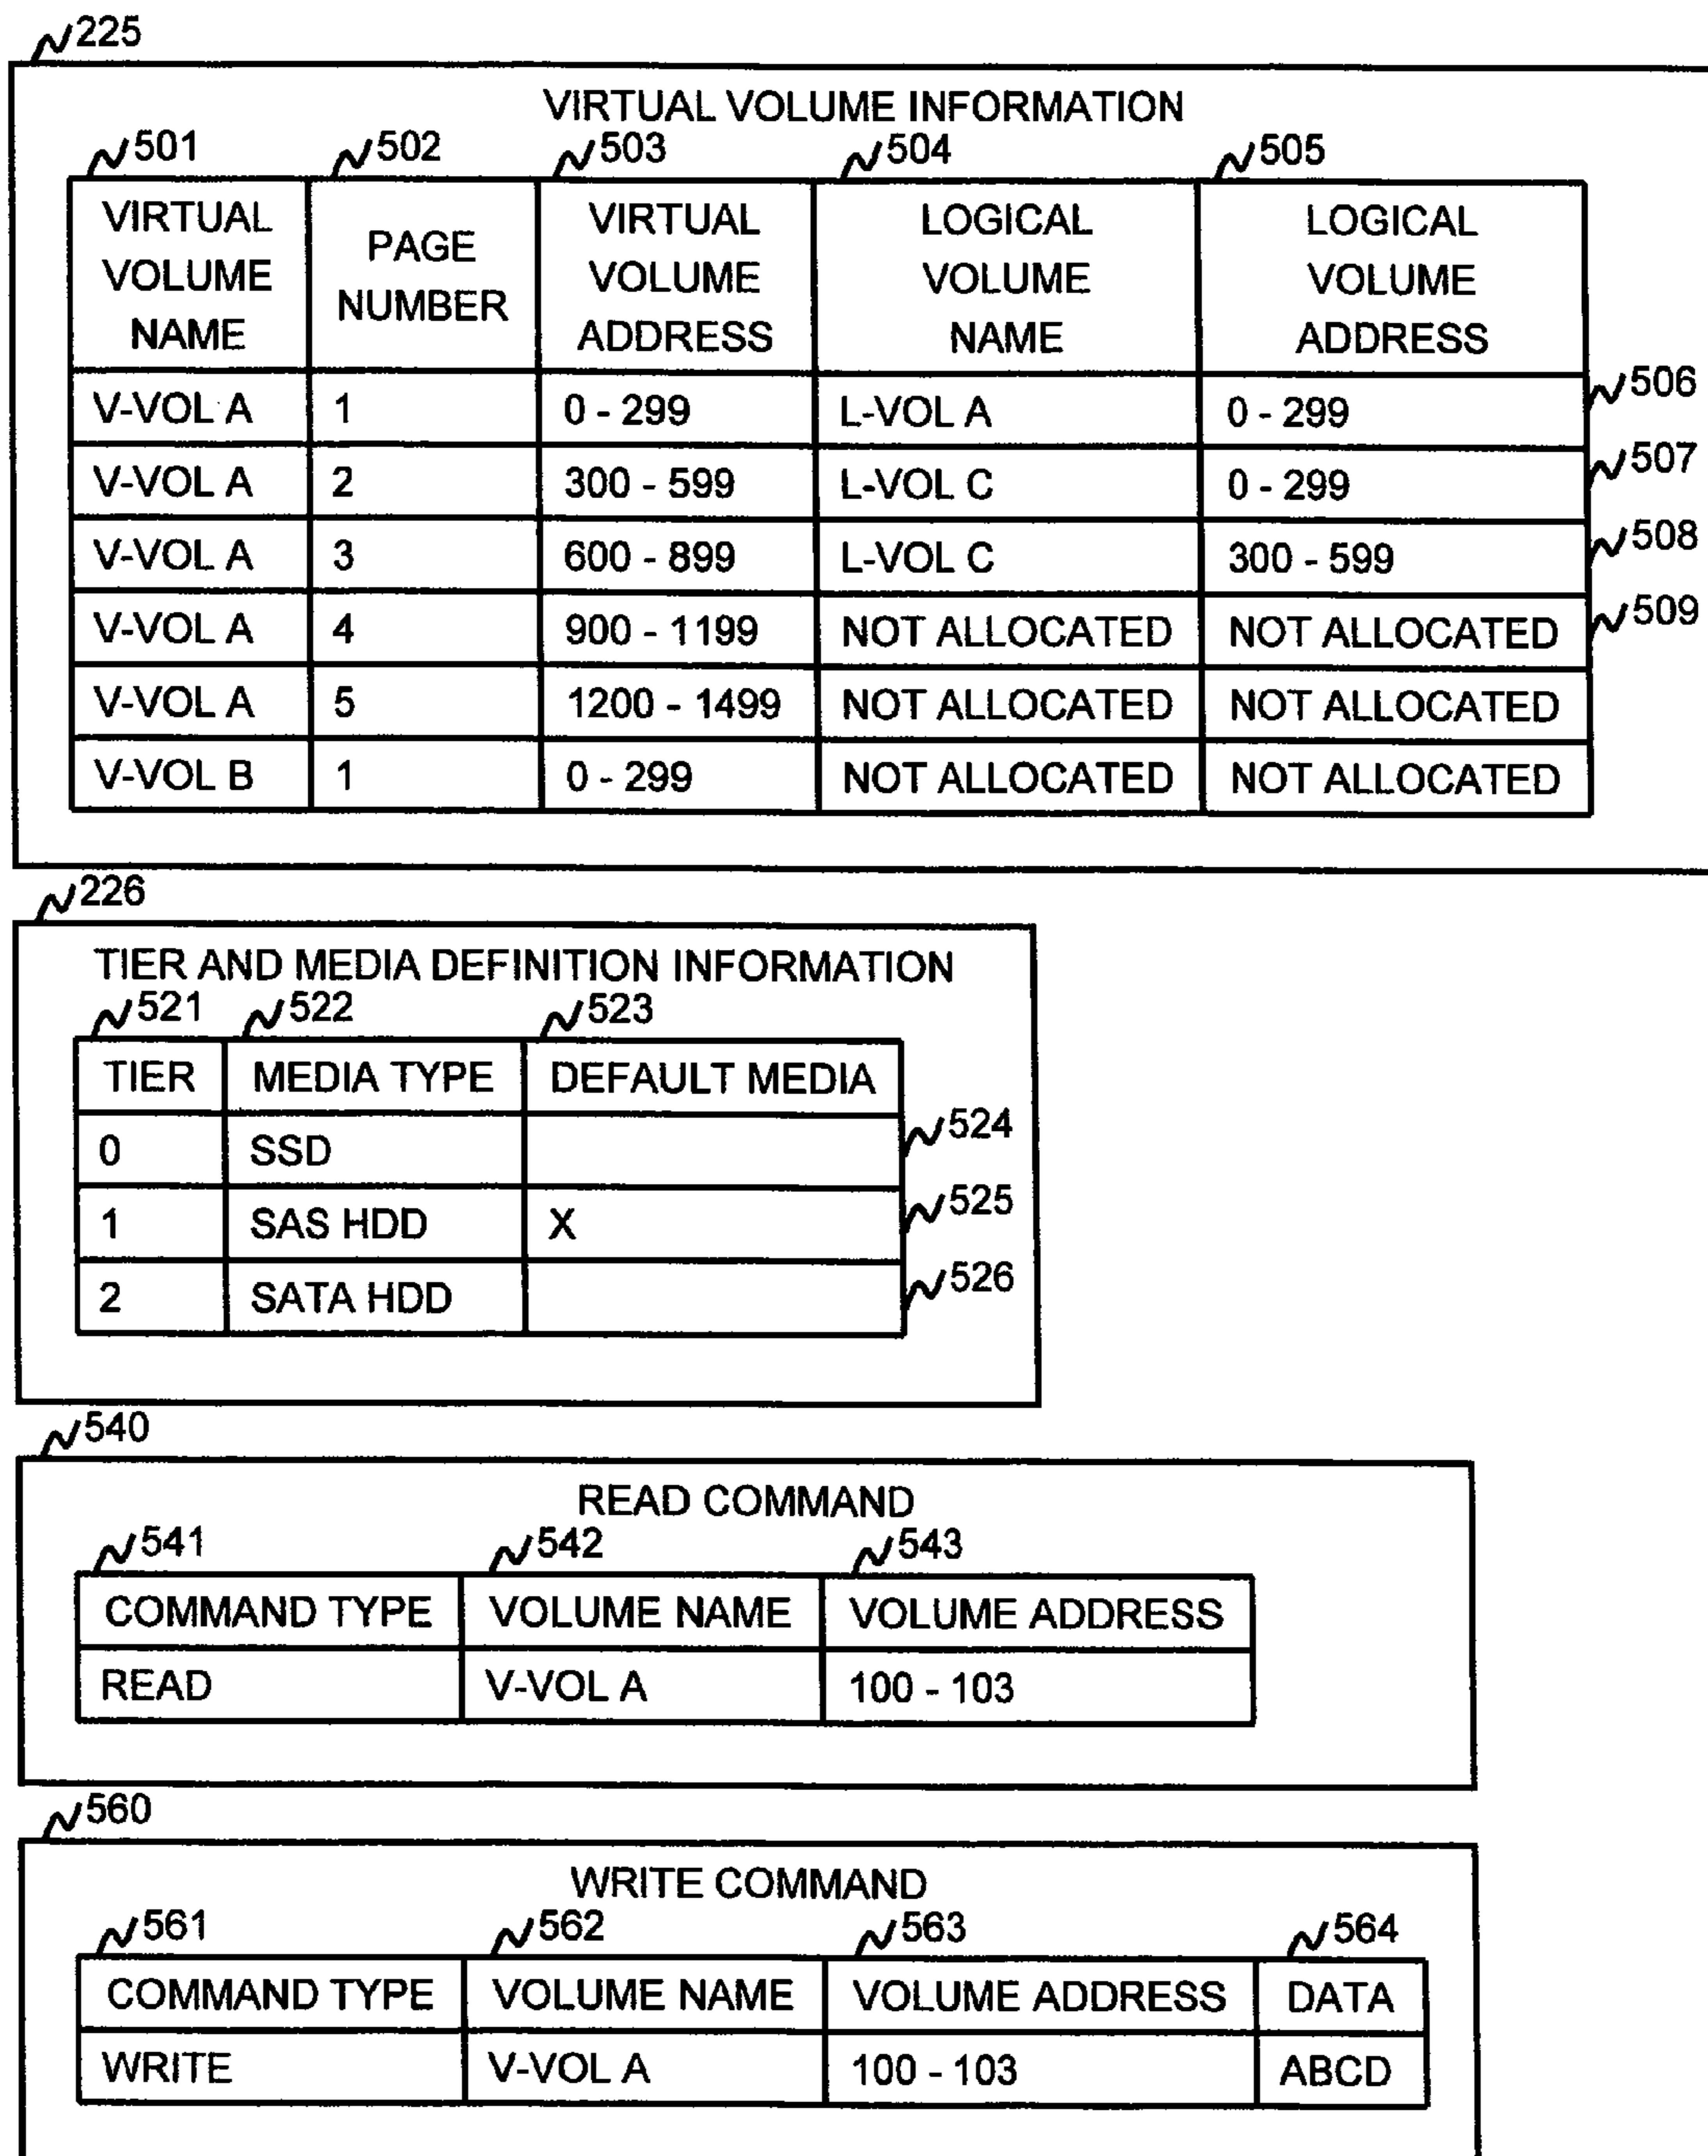 225
VIRTUAL VOLUME INFORMATION
501 502 503 504 505
VIRTUAL VOLUME NAME PAGE NUMBER VIRTUAL VOLUME ADDRESS LOGICAL VOLUME NAME LOGICAL VOLUME ADDRESS
V-VOL A 1 0 - 299 L-VOL A 0 - 299 506
V-VOL A 2 300 - 599 L-VOL C 0 - 299 507
V-VOL A 3 600 - 899 L-VOL C 300 - 599 508
V-VOL A 4 900 - 1199 NOT ALLOCATED NOT ALLOCATED 509
V-VOL A 5 1200 - 1499 NOT ALLOCATED NOT ALLOCATED
V-VOL B 1 0 - 299 NOT ALLOCATED NOT ALLOCATED
226
TIER AND MEDIA DEFINITION INFORMATION
521 522 523
TIER MEDIA TYPE DEFAULT MEDIA
0 SSD 524
1 SAS HDD X 525
2 SATA HDD 526
540
READ COMMAND
541 542 543
COMMAND TYPE VOLUME NAME VOLUME ADDRESS
READ V-VOL A 100 - 103
560
WRITE COMMAND
561 562 563 564
COMMAND TYPE VOLUME NAME VOLUME ADDRESS DATA
WRITE V-VOL A 100 - 103 ABCD